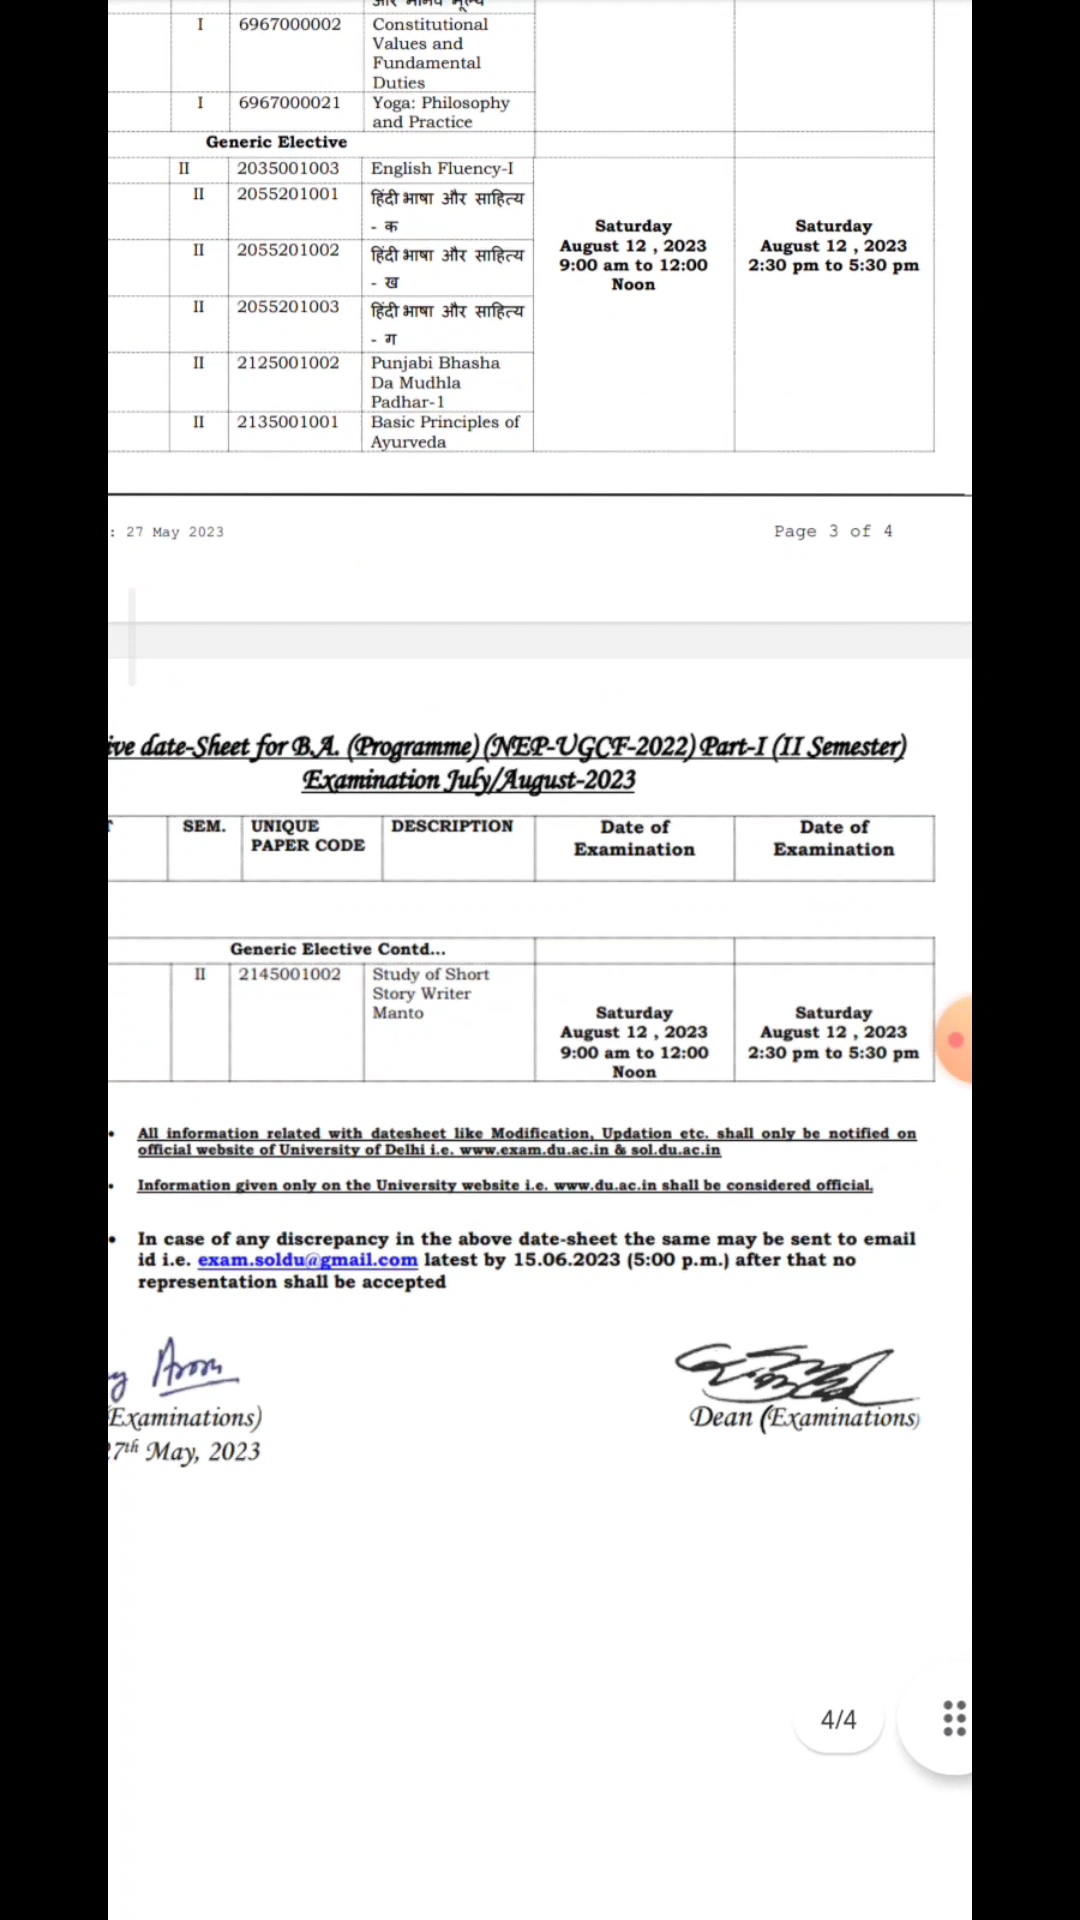 I 6967000002 Constitutional
Values and
Fundamental
Duties
I 6967000021 Yoga: Philosophy
and Practice
Generic Elective
II 2035001003 English Fluency-I
II 2055201001 हिंदी भाषा और साहित्य
- क
II 2055201002 हिंदी भाषा और साहित्य
- ख
II 2055201003 हिंदी भाषा और साहित्य
- ग
II 2125001002 Punjabi Bhasha
Da Mudhla
Padhar-1
II 2135001001 Basic Principles of
Ayurveda
Saturday
August 12 , 2023
9:00 am to 12:00
Noon
Saturday
August 12 , 2023
2:30 pm to 5:30 pm
: 27 May 2023 Page 3 of 4
ive date-Sheet for B.A. (Programme) (NEP-UGCF-2022) Part-I (II Semester)
Examination July/August-2023
SEM. UNIQUE
PAPER CODE
DESCRIPTION
Date of
Examination
Date of
Examination
Generic Elective Contd...
II 2145001002 Study of Short
Story Writer
Manto
Saturday
August 12 , 2023
9:00 am to 12:00
Noon
Saturday
August 12 , 2023
2:30 pm to 5:30 pm
• All information related with datesheet like Modification, Updation etc. shall only be notified on
official website of University of Delhi i.e. www.exam.du.ac.in & sol.du.ac.in
• Information given only on the University website i.e. www.du.ac.in shall be considered official.
• In case of any discrepancy in the above date-sheet the same may be sent to email
id i.e. exam.soldu@gmail.com latest by 15.06.2023 (5:00 p.m.) after that no
representation shall be accepted
(Examinations)
7th May, 2023
Dean (Examinations)
4/4